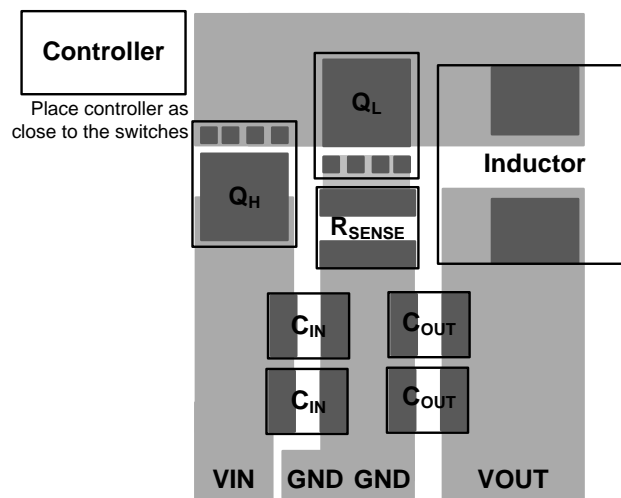 Controller
Place controller as
close to the switches
QL
QH
Inductor
RSENSE
CIN
COUT
CIN
COUT
VIN
GND
GND
VOUT